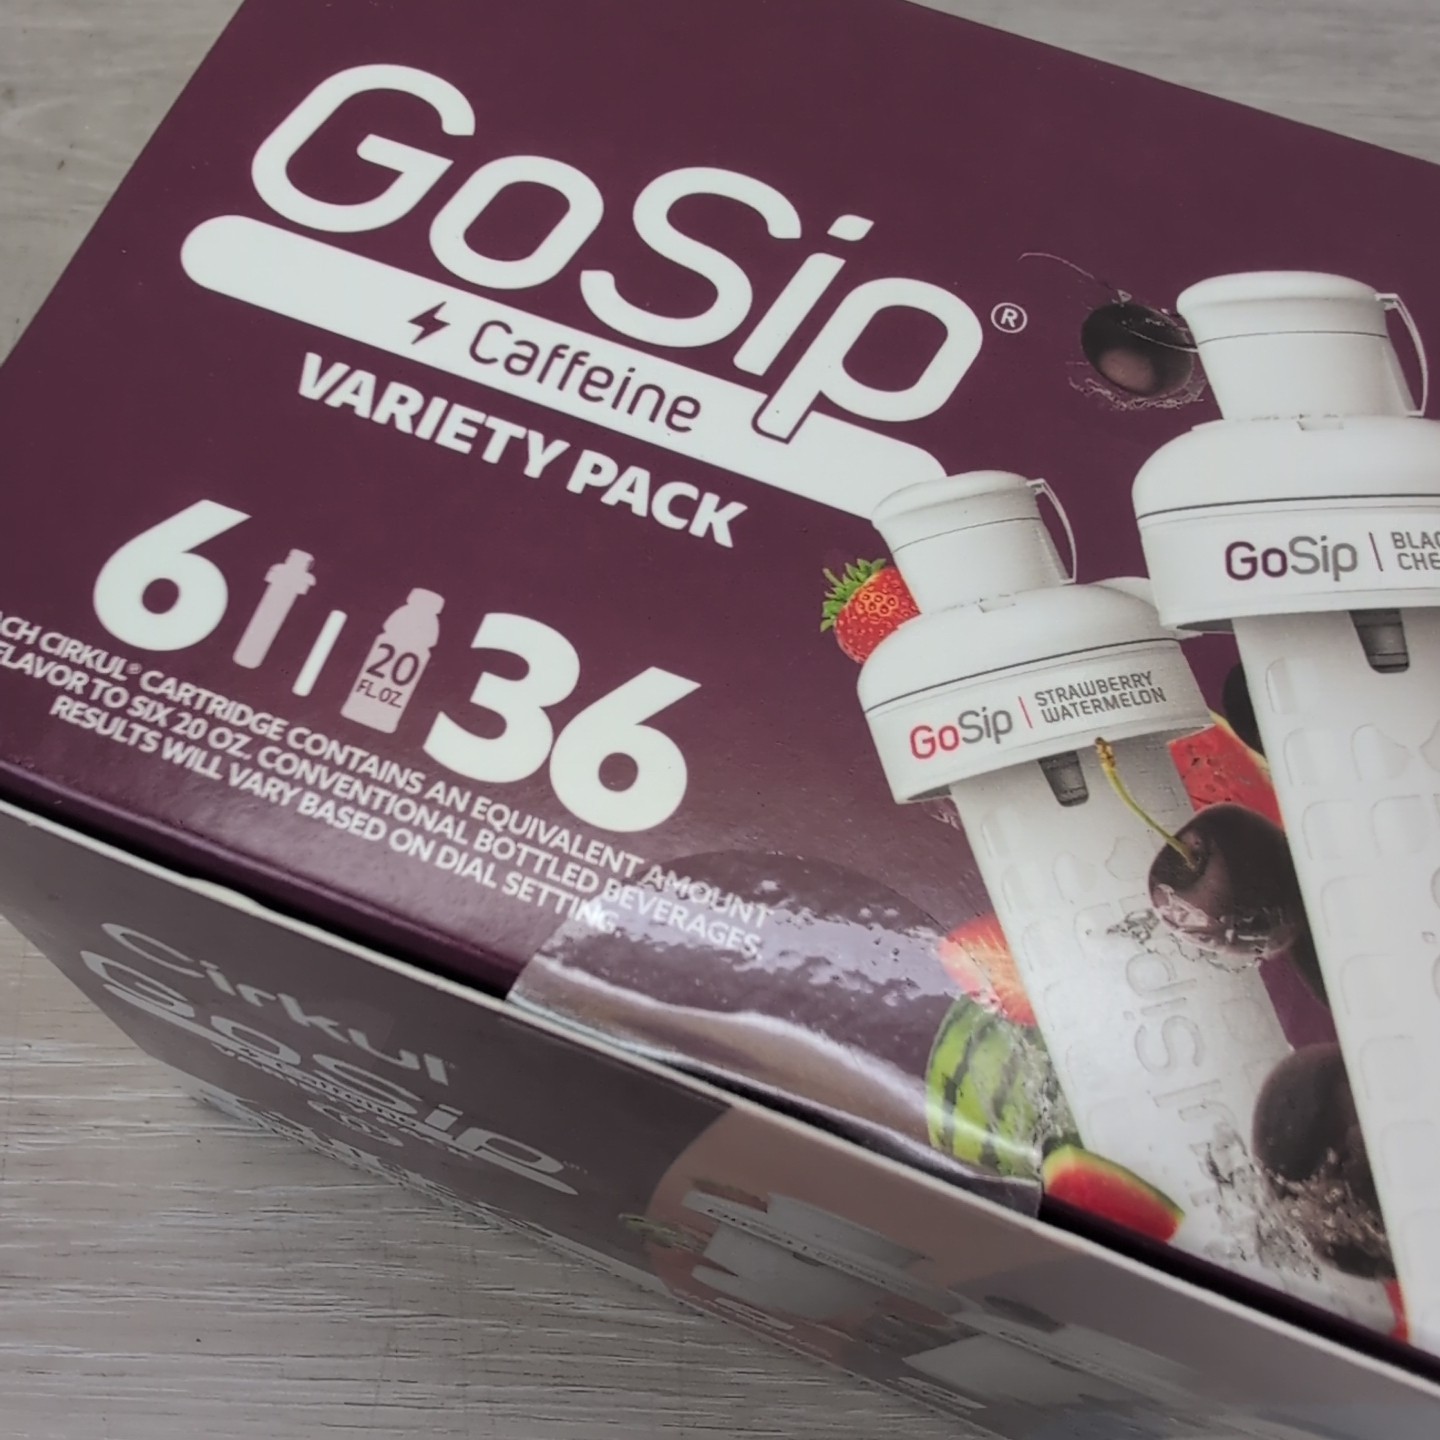 GoSip®
Caffeine
VARIETY PACK
6 | 20 FL.OZ. 36
CIRKUL® CARTRIDGE CONTAINS AN EQUIVALENT AMOUNT
FLAVOR TO SIX 20 OZ. CONVENTIONAL BOTTLED BEVERAGES
RESULTS WILL VARY BASED ON DIAL SETTING.
GoSip | STRAWBERRY
WATERMELON
GoSip |
GoSip
Cirkul
GoSip